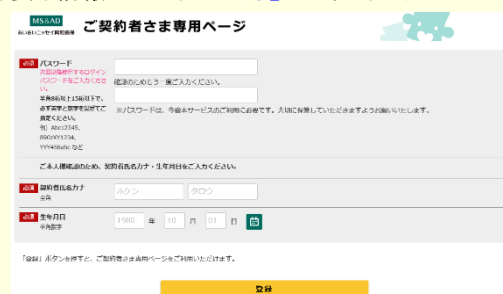 MS&AD
あいおいニッセイ同和損保
ご契約者さま専用ページ
必須 パスワード
次回以降使用するログイン
パスワードをご入力くださ
い。
確認のためもう一度ご入力ください。
半角8桁以上15桁以下で、
必ず英字と数字を混ぜてご
設定ください。
※パスワードは、今後本サービスのご利用に必要です。大切に保管していただきますようお願いいたします。
例）Abc12345、
890xXY1234、
YYY456abc など
ご本人様確認のため、契約者氏名カナ・生年月日をご入力ください。
必須 契約者氏名カナ
全角
ホケン タロウ
必須 生年月日
半角数字
1980 年 10 月 01 日
「登録」ボタンを押すと、ご契約者さま専用ページをご利用いただけます。
登録